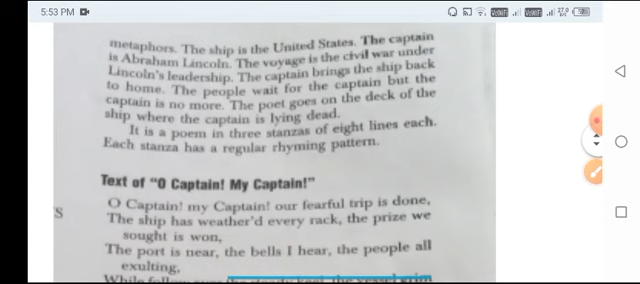 5:53 PM
metaphors. The ship is the United States. The captain
is Abraham Lincoln. The voyage is the civil war under
Lincoln's leadership. The captain brings the ship back
to home. The people wait for the captain but the
captain is no more. The poet goes on the deck of the
ship where the captain is lying dead.
It is a poem in three stanzas of eight lines each.
Each stanza has a regular rhyming pattern.
Text of "O Captain! My Captain!"
S
O Captain! my Captain! our fearful trip is done,
The ship has weather'd every rack, the prize we
sought is won,
The port is near, the bells I hear, the people all
exulting,
While follow eyes the steady keel, the vessel grim